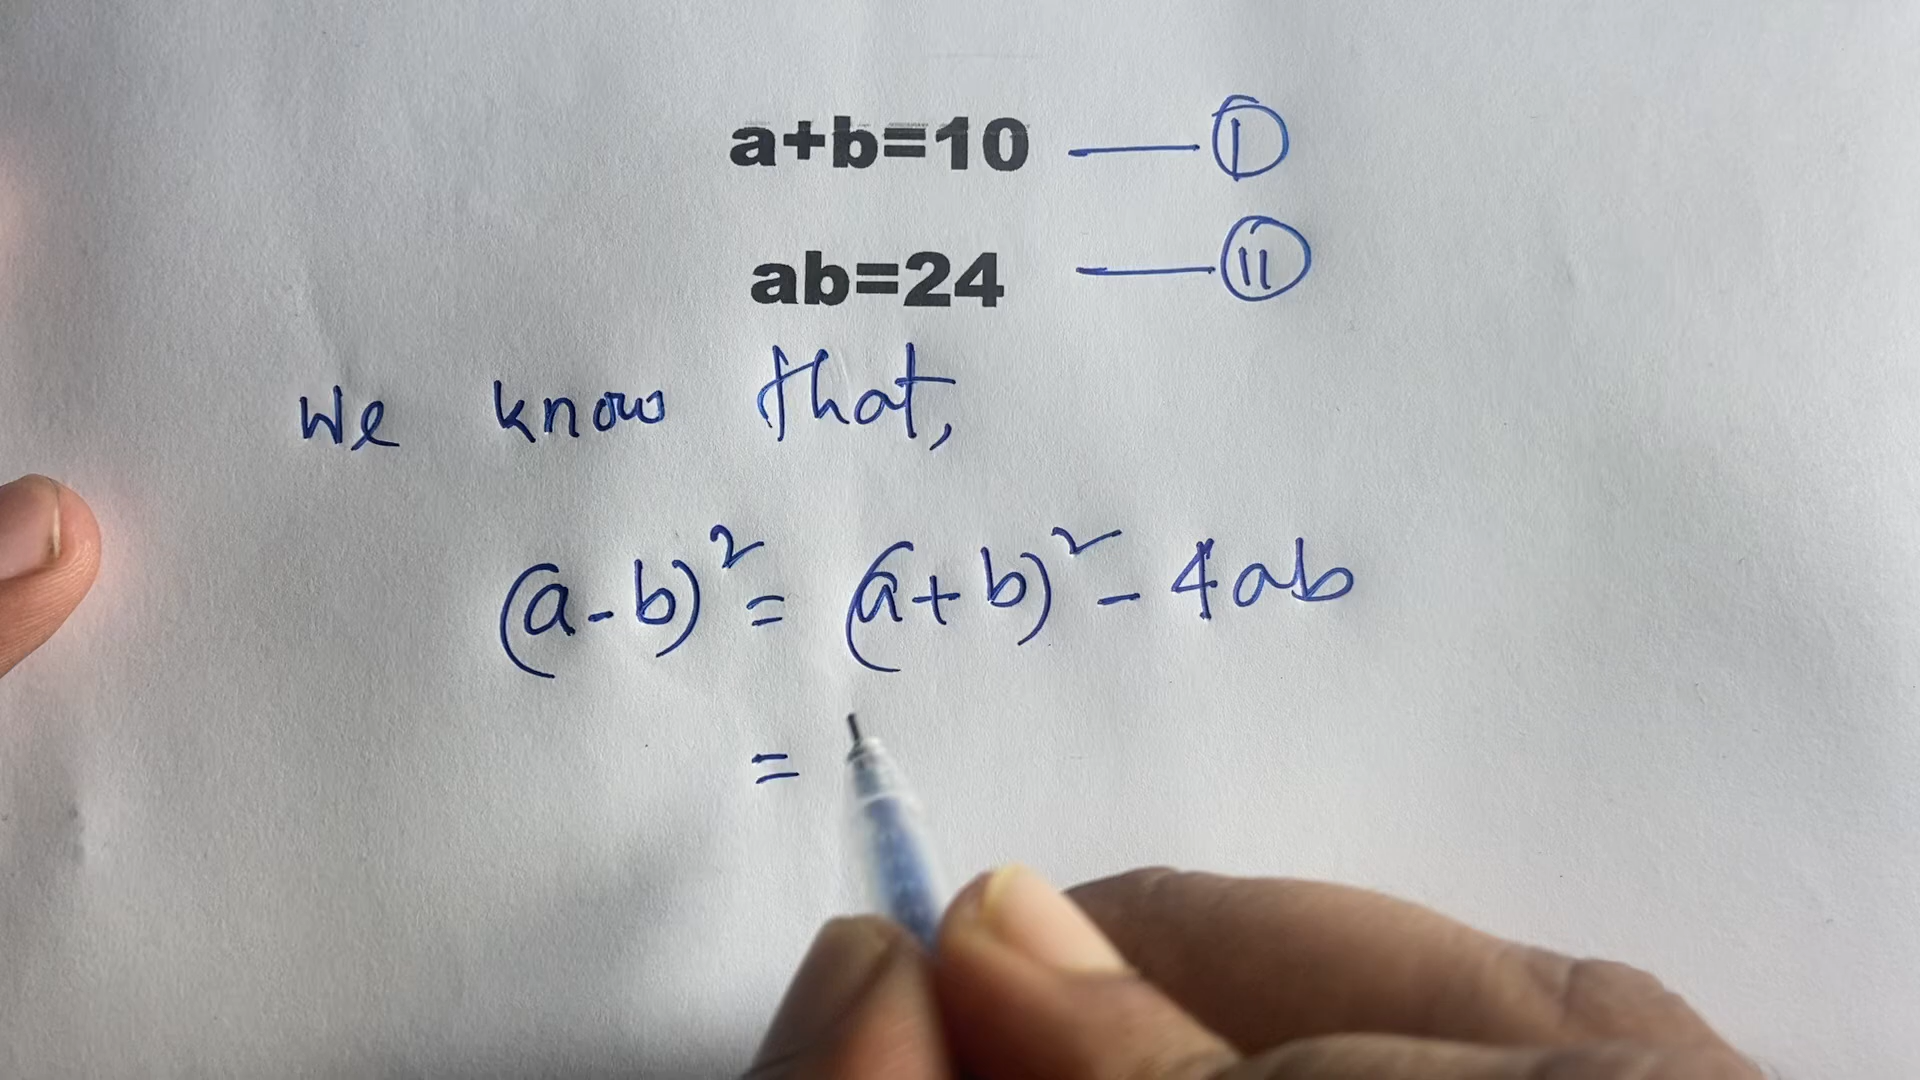 a+b=10 —— I
ab=24 —— II
We know that,
(a-b)² = (a+b)² - 4ab
=